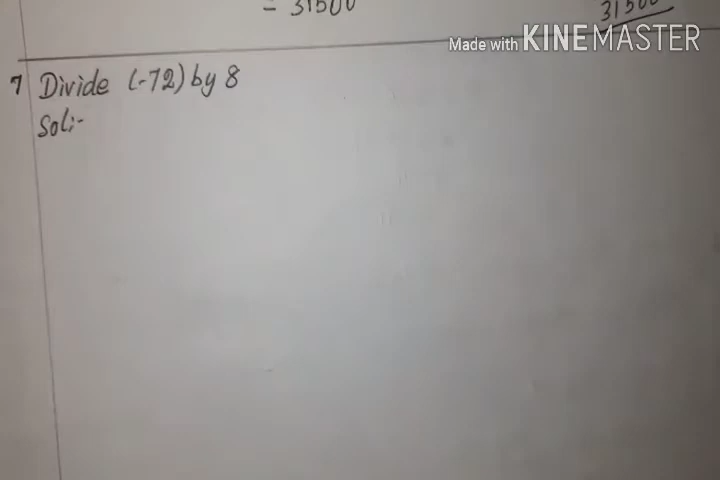 = 31500
31500
Made with KINEMASTER
7 Divide (-72) by 8
Sol:-